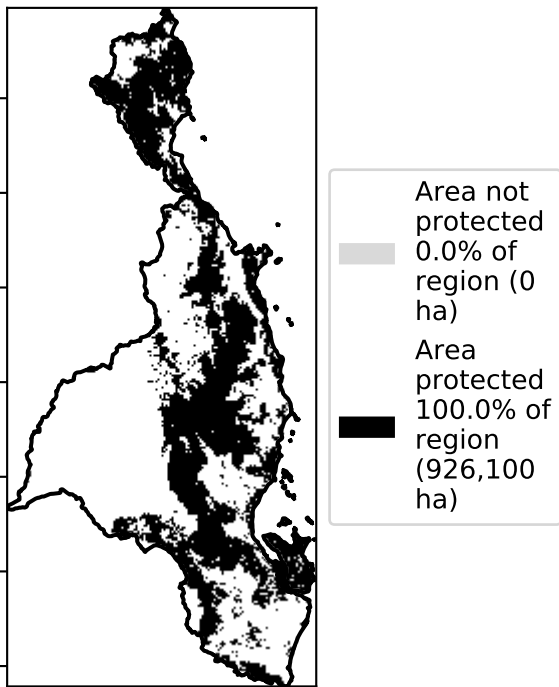 Area not
protected
0.0% of
region (0
ha)
Area
protected
100.0% of
region
(926,100
ha)